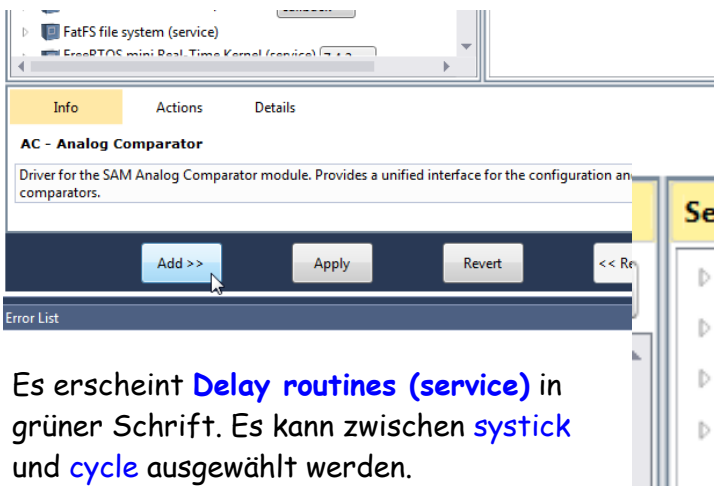 FatFS file system (service)
FreeRTOS mini Real-Time Kernel (service)
Info Actions Details
AC - Analog Comparator
Driver for the SAM Analog Comparator module. Provides a unified interface for the configuration an
comparators.
Add >> Apply Revert << Re
Error List
Se
Es erscheint Delay routines (service) in
grüner Schrift. Es kann zwischen systick
und cycle ausgewählt werden.